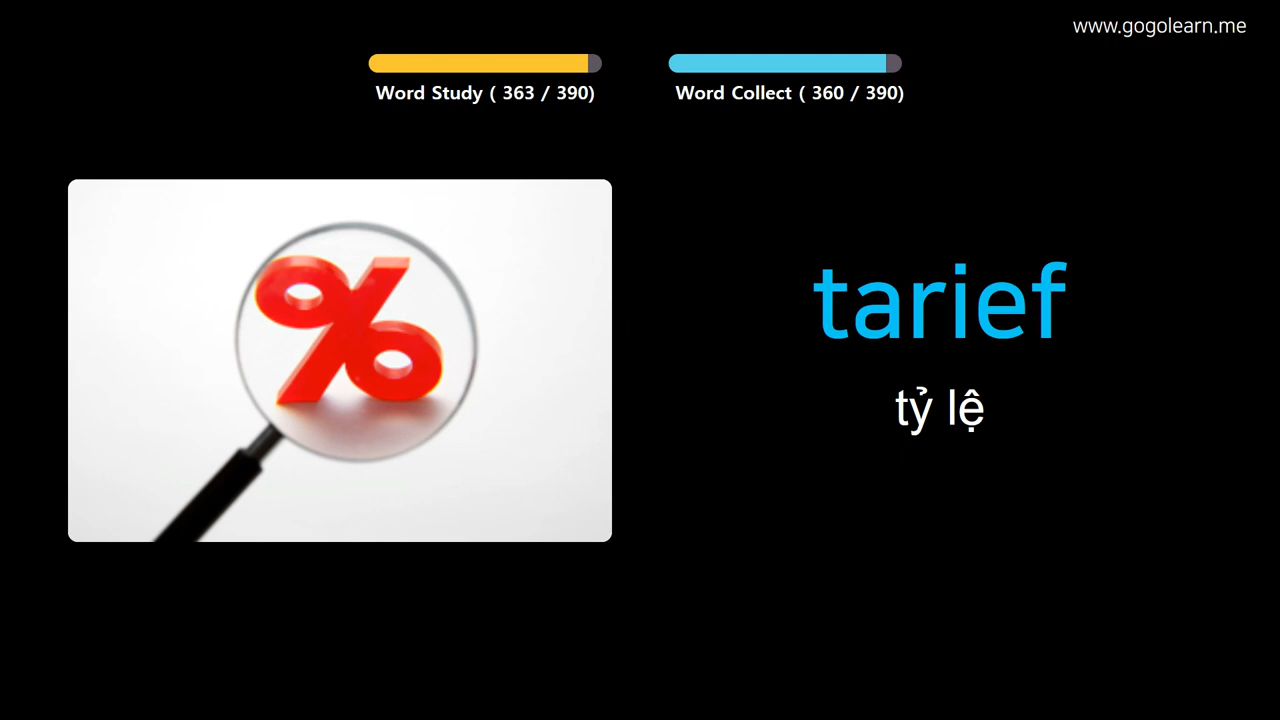 www.gogolearn.me
Word Study ( 363 / 390)
Word Collect ( 360 / 390)
%
tarief
tỷ lệ